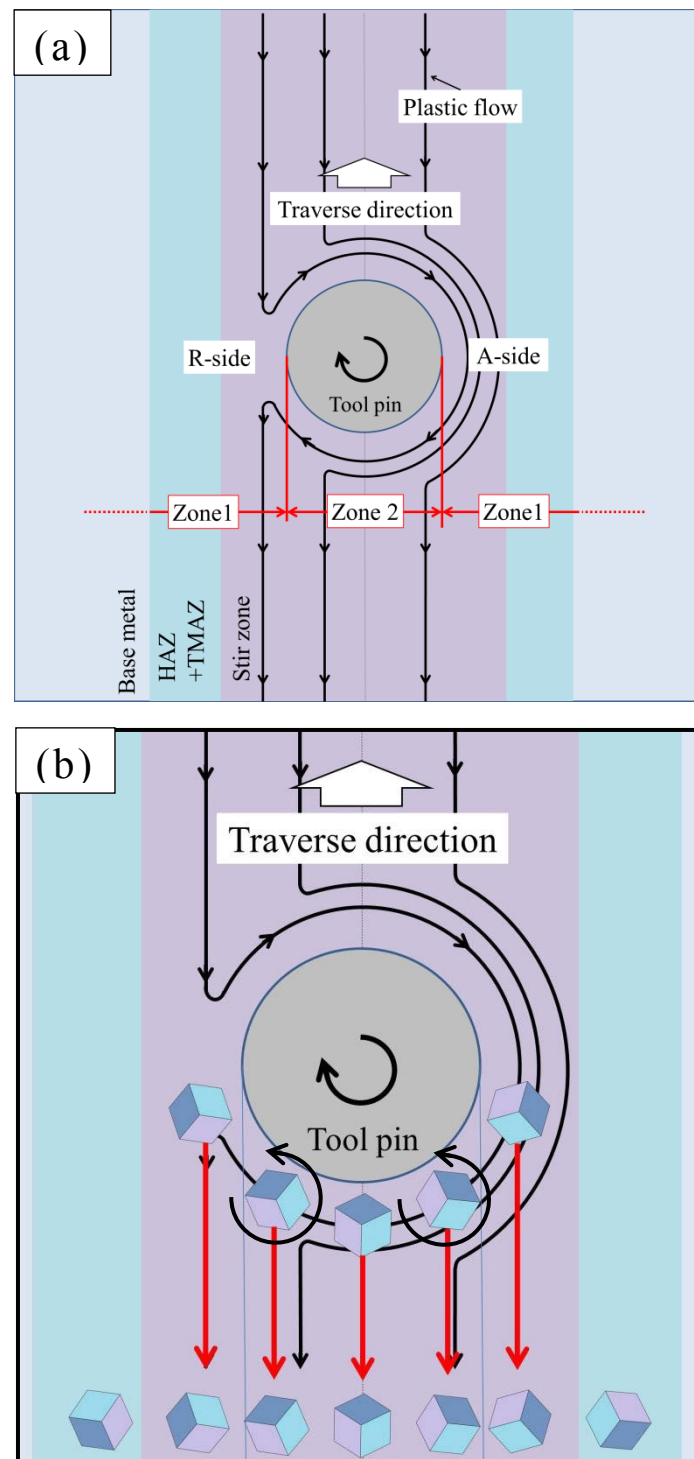 (a)
Plastic flow
Traverse direction
R-side
A-side
Tool pin
Zone1
Zone 2
Zone1
Base metal
HAZ
+TMAZ
Stir zone
(b)
Traverse direction
Tool pin